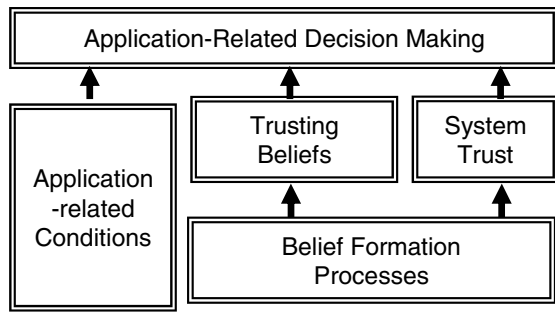 Application-Related Decision Making
Trusting
Beliefs
System
Trust
Application
-related
Conditions
Belief Formation
Processes